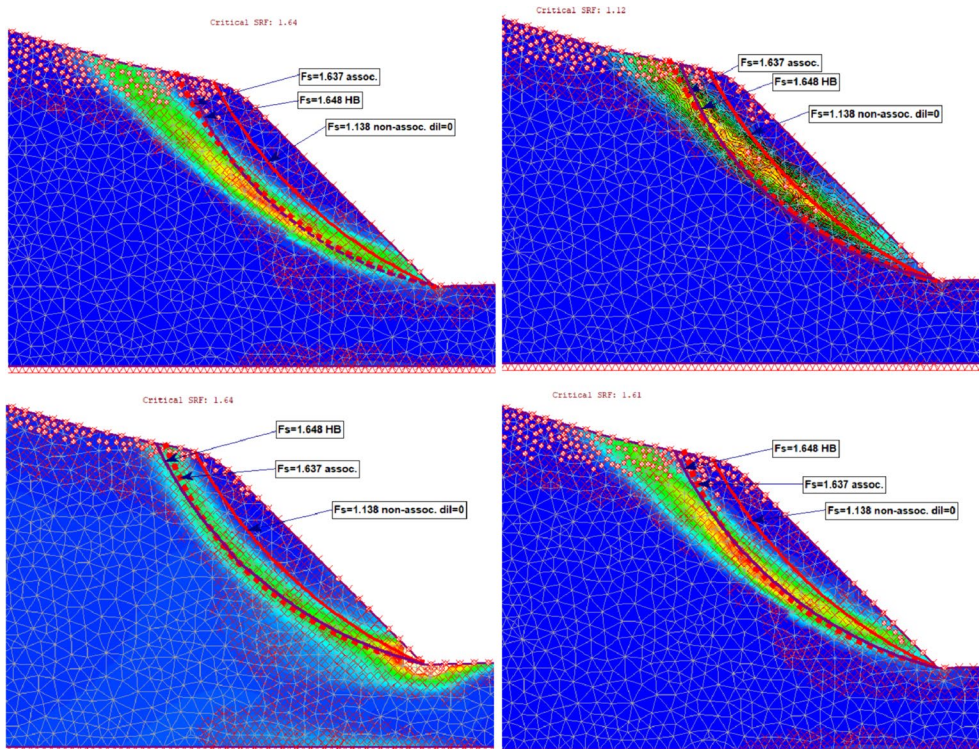 Critical SRF: 1.64
Fs=1.637 assoc.
Fs=1.648 HB
Fs=1.138 non-assoc. dil=0
Critical SRF: 1.12
Fs=1.637 assoc.
Fs=1.648 HB
Fs=1.138 non-assoc. dil=0
Critical SRF: 1.64
Fs=1.648 HB
Fs=1.637 assoc.
Fs=1.138 non-assoc. dil=0
Critical SRF: 1.61
Fs=1.648 HB
Fs=1.637 assoc.
Fs=1.138 non-assoc. dil=0